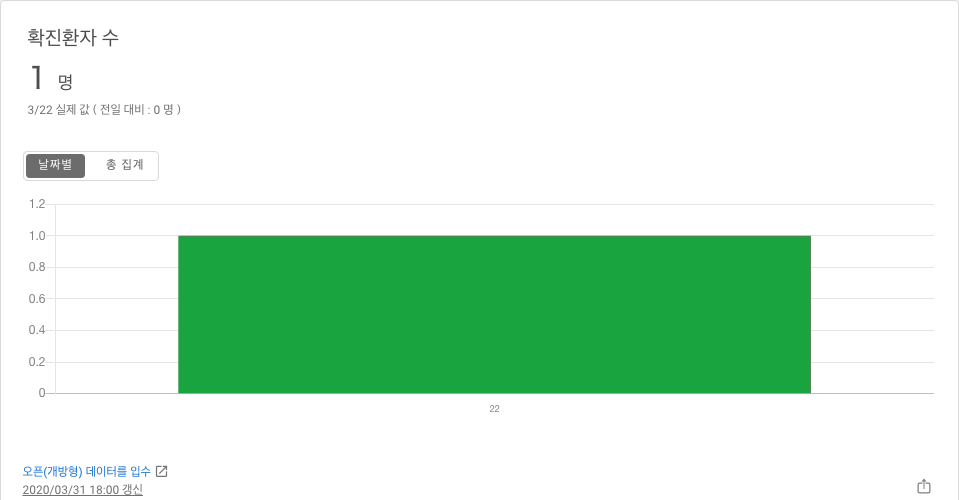 확진환자 수
1 명
3/22 실제 값 ( 전일 대비 : 0 명 )
날짜별 총 집계
1.2
1.0
0.8
0.6
0.4
0.2
0
22
오픈(개방형) 데이터를 입수
2020/03/31 18:00 갱신